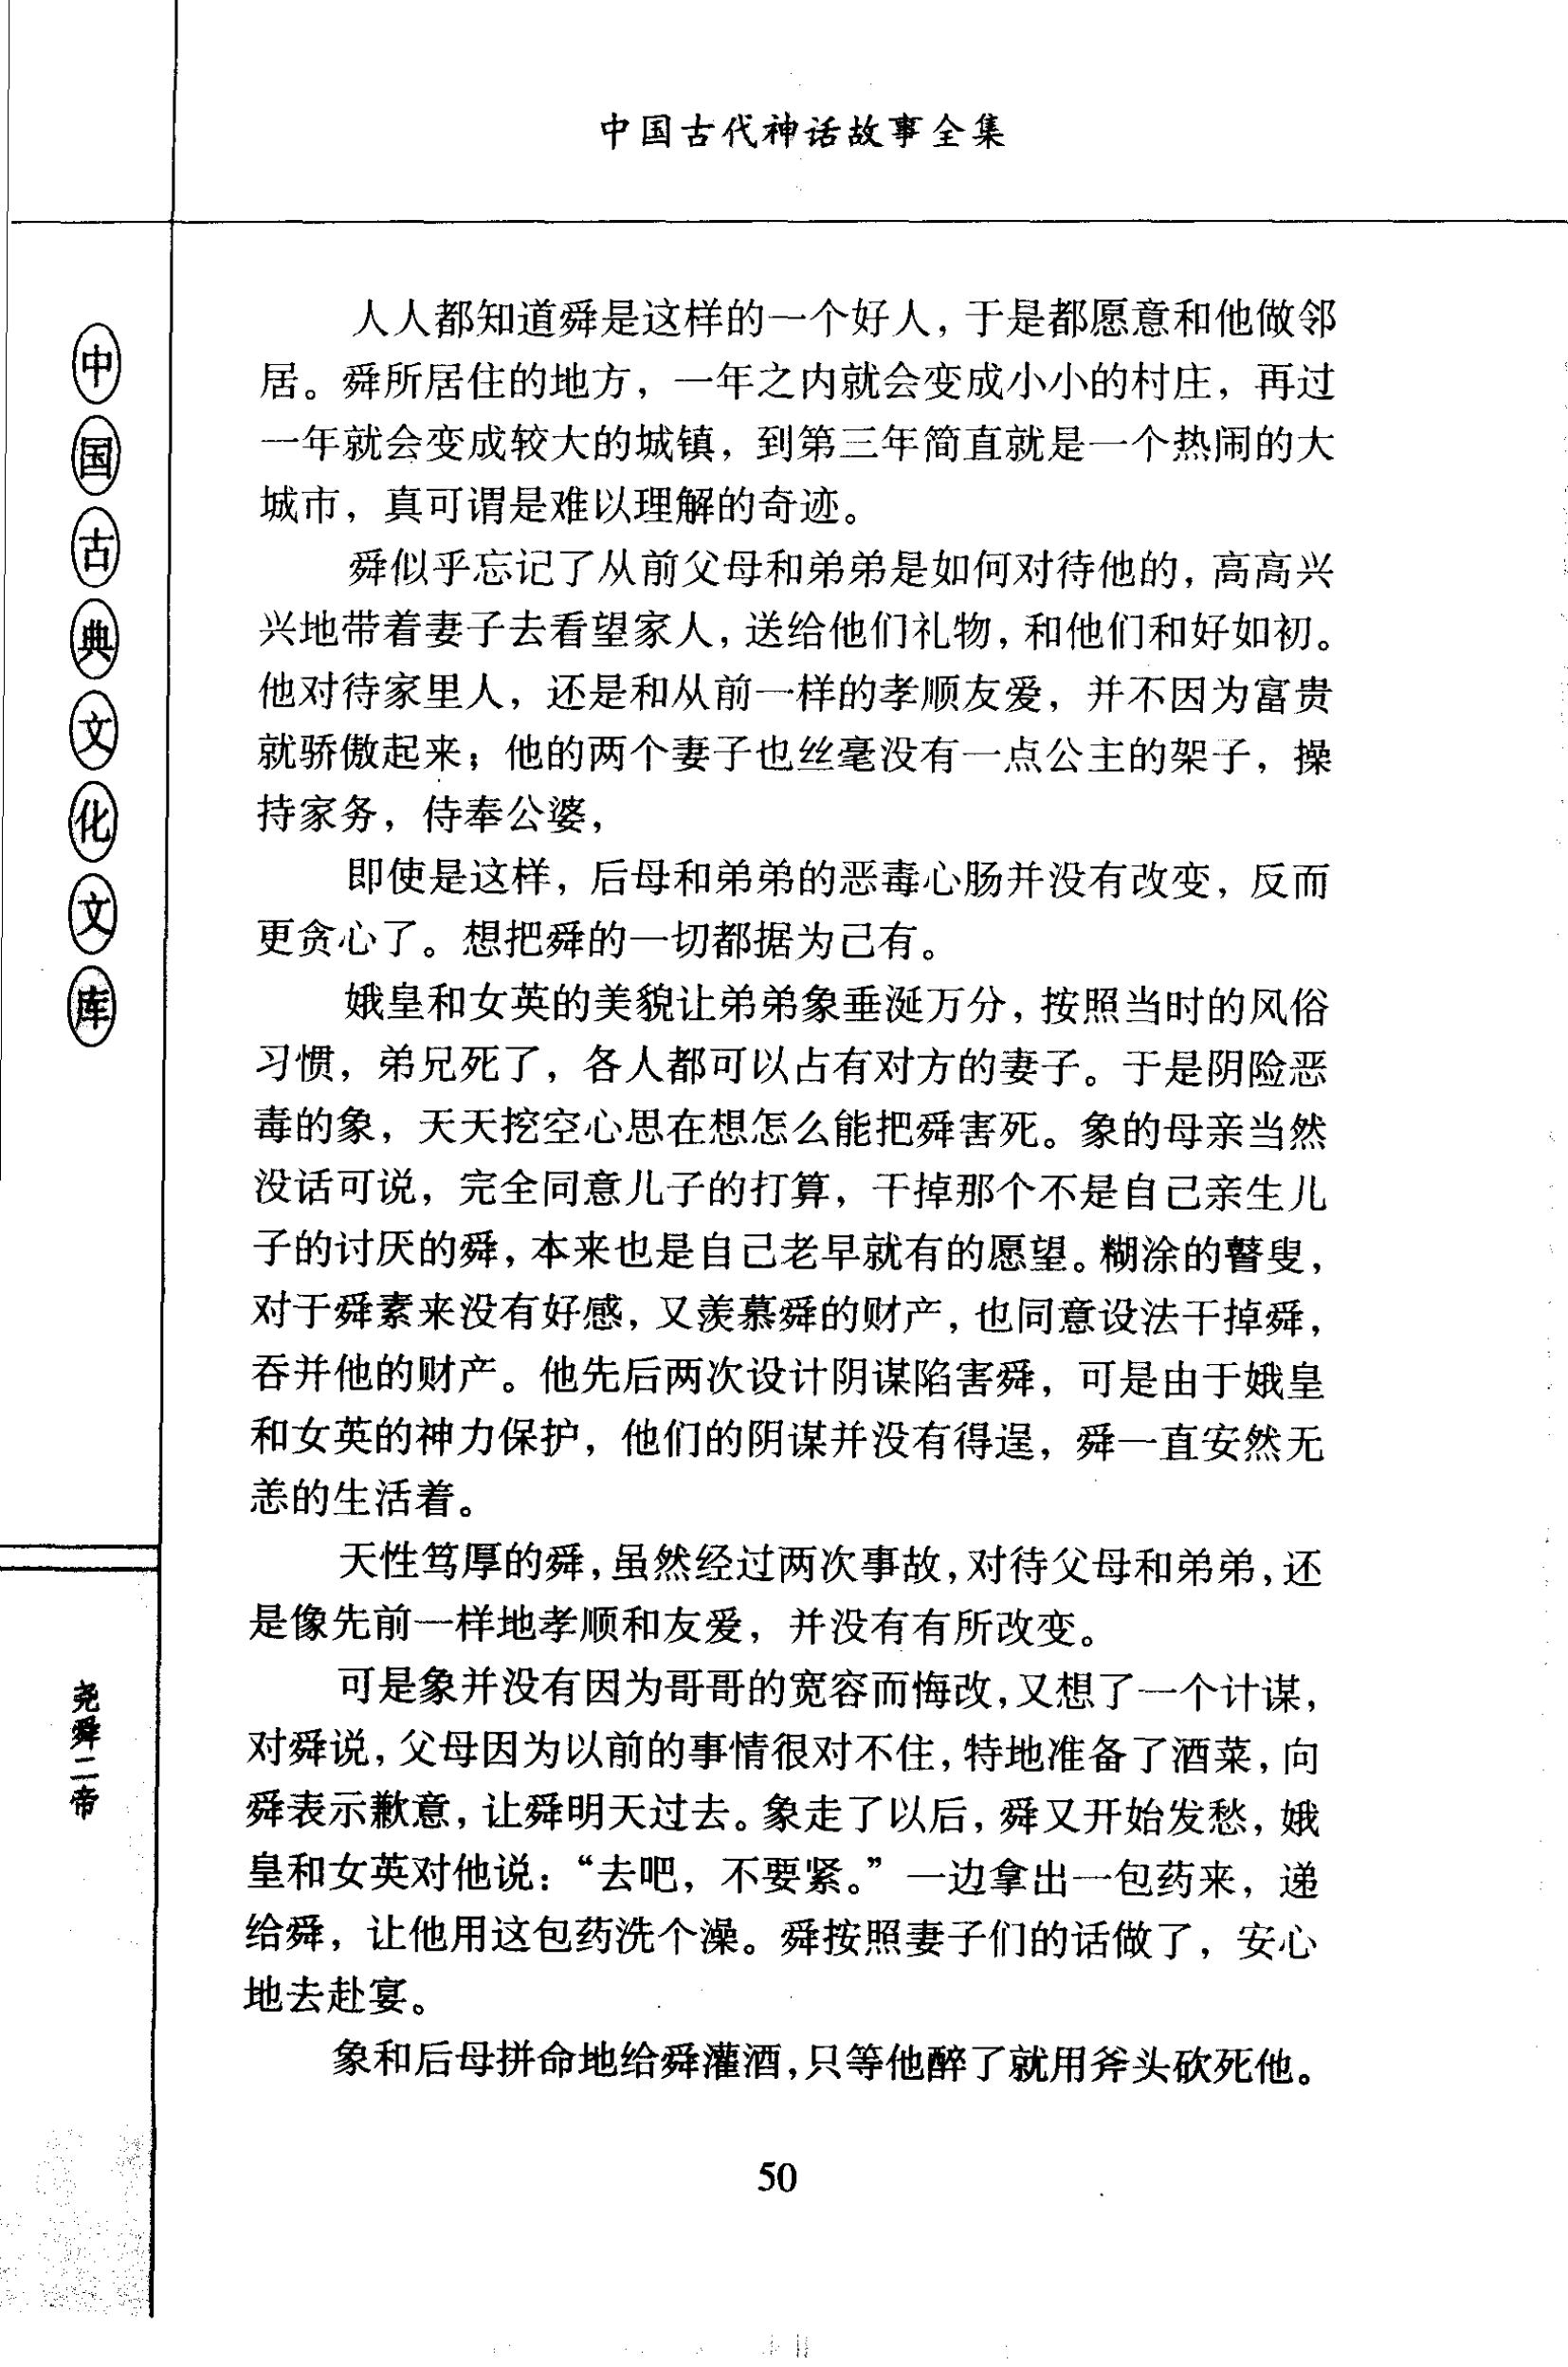 中国古代神话故事全集
中国古典文化文库
尧舜二帝
人人都知道舜是这样的一个好人，于是都愿意和他做邻
居。舜所居住的地方，一年之内就会变成小小的村庄，再过
一年就会变成较大的城镇，到第三年简直就是一个热闹的大
城市，真可谓是难以理解的奇迹。
舜似乎忘记了从前父母和弟弟是如何对待他的，高高兴
兴地带着妻子去看望家人，送给他们礼物，和他们和好如初。
他对待家里人，还是和从前一样的孝顺友爱，并不因为富贵
就骄傲起来；他的两个妻子也丝毫没有一点公主的架子，操
持家务，侍奉公婆，
即使是这样，后母和弟弟的恶毒心肠并没有改变，反而
更贪心了。想把舜的一切都据为己有。
娥皇和女英的美貌让弟弟象垂涎万分，按照当时的风俗
习惯，弟兄死了，各人都可以占有对方的妻子。于是阴险恶
毒的象，天天挖空心思在想怎么能把舜害死。象的母亲当然
没话可说，完全同意儿子的打算，干掉那个不是自己亲生儿
子的讨厌的舜，本来也是自己老早就有的愿望。糊涂的瞽叟，
对于舜素来没有好感，又羡慕舜的财产，也同意设法干掉舜，
吞并他的财产。他先后两次设计阴谋陷害舜，可是由于娥皇
和女英的神力保护，他们的阴谋并没有得逞，舜一直安然无
恙的生活着。
天性笃厚的舜，虽然经过两次事故，对待父母和弟弟，还
是像先前一样地孝顺和友爱，并没有有所改变。
可是象并没有因为哥哥的宽容而悔改，又想了一个计谋，
对舜说，父母因为以前的事情很对不住，特地准备了酒菜，向
舜表示歉意，让舜明天过去。象走了以后，舜又开始发愁，娥
皇和女英对他说：“去吧，不要紧。”一边拿出一包药来，递
给舜，让他用这包药洗个澡。舜按照妻子们的话做了，安心
地去赴宴。
象和后母拼命地给舜灌酒，只等他醉了就用斧头砍死他。
50